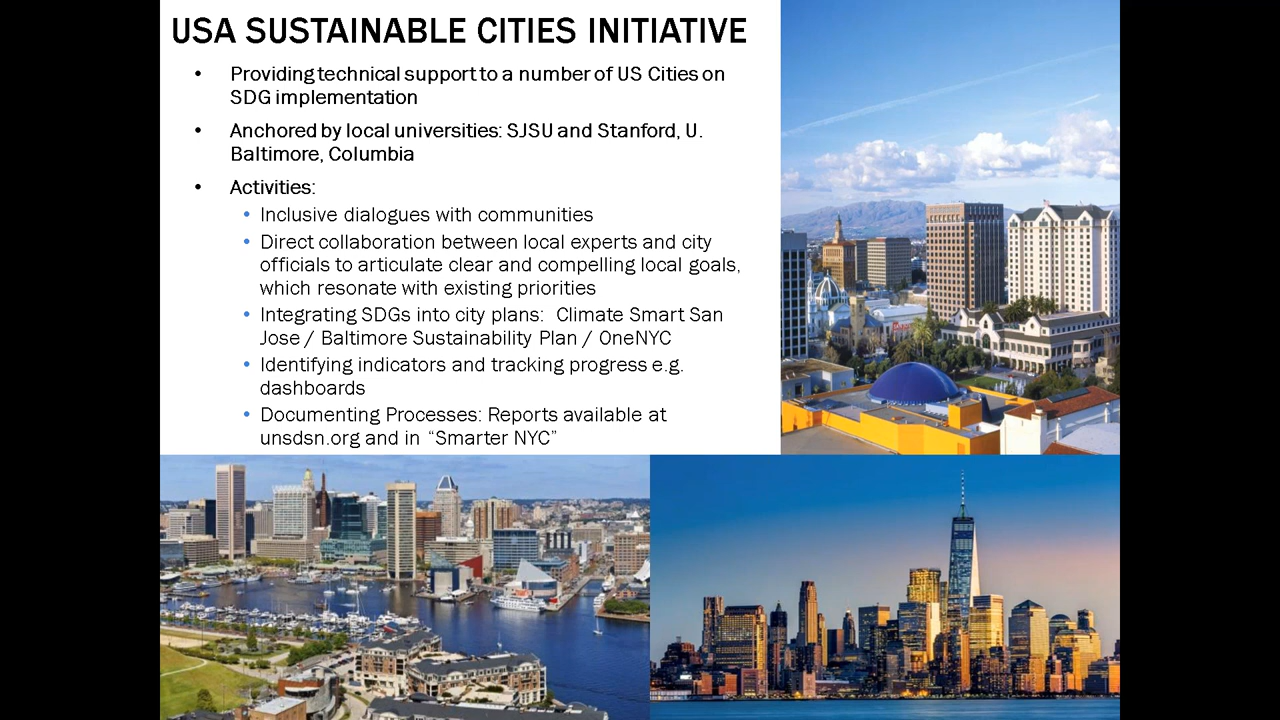 USA SUSTAINABLE CITIES INITIATIVE
• Providing technical support to a number of US Cities on
SDG implementation
• Anchored by local universities: SJSU and Stanford, U.
Baltimore, Columbia
• Activities:
• Inclusive dialogues with communities
• Direct collaboration between local experts and city
officials to articulate clear and compelling local goals,
which resonate with existing priorities
• Integrating SDGs into city plans: Climate Smart San
Jose / Baltimore Sustainability Plan / OneNYC
• Identifying indicators and tracking progress e.g.
dashboards
• Documenting Processes: Reports available at
unsdsn.org and in “Smarter NYC”